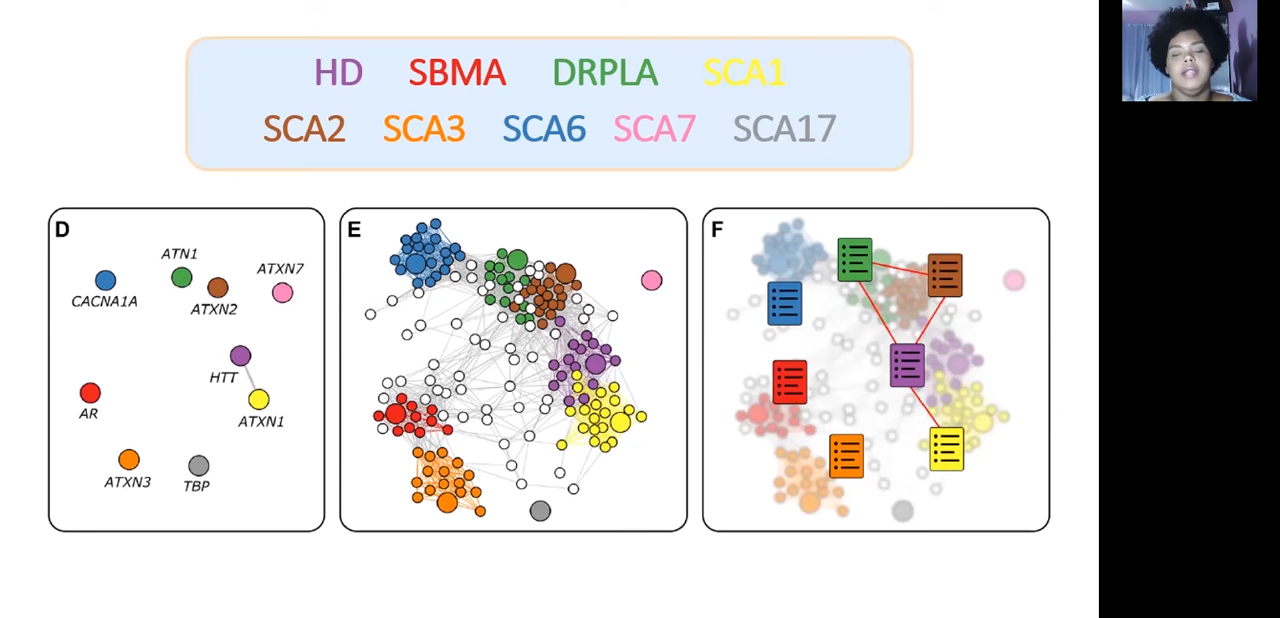 HD SBMA DRPLA SCA1
SCA2 SCA3 SCA6 SCA7 SCA17
D
ATN1
ATXN7
CACNA1A
ATXN2
HTT
AR
ATXN1
ATXN3
TBP
E
F